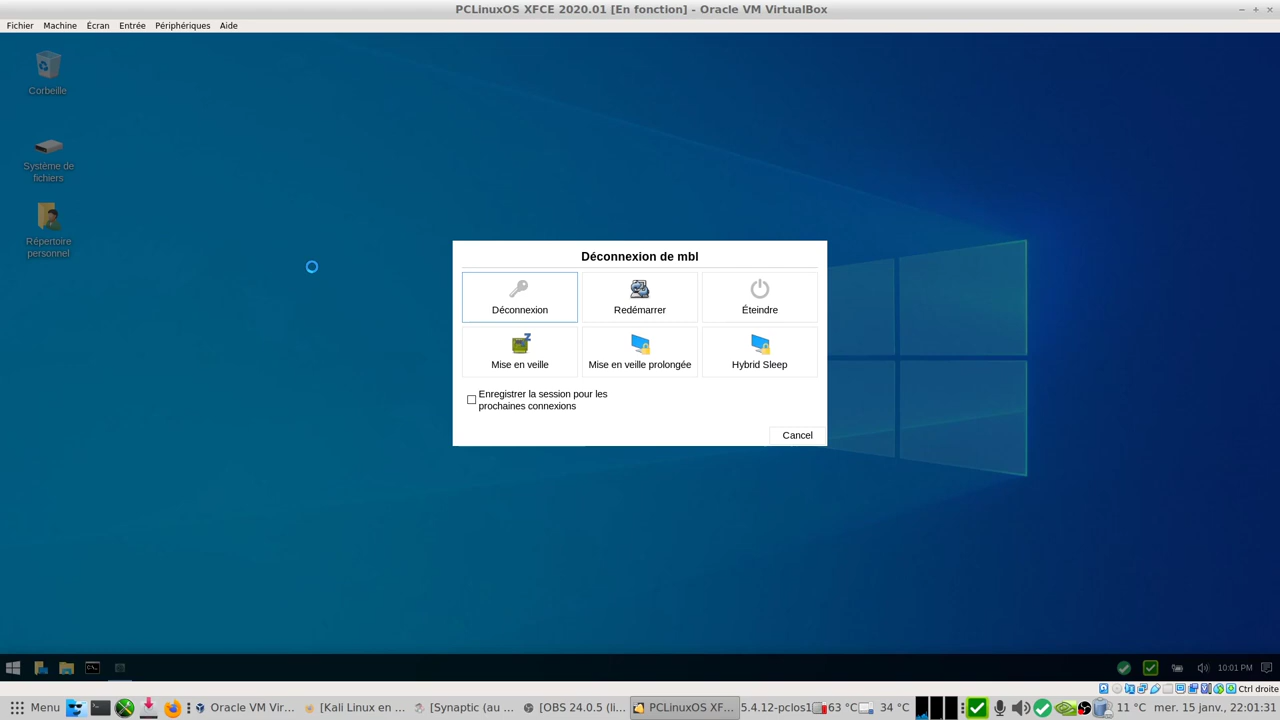 PCLinuxOS XFCE 2020.01 [En fonction] - Oracle VM VirtualBox
Fichier Machine Écran Entrée Périphériques Aide
Corbeille
Système de
fichiers
Répertoire
personnel
Déconnexion de mbl
Déconnexion Redémarrer Éteindre
Mise en veille Mise en veille prolongée Hybrid Sleep
Enregistrer la session pour les
prochaines connexions
Cancel
10:01 PM
Ctrl droite
Menu Oracle VM Vir... [Kali Linux en ... [Synaptic (au ... [OBS 24.0.5 (l... PCLinuxOS XF... 5.4.12-pclos1 63 °C 34 °C 11 °C mer. 15 janv., 22:01:31